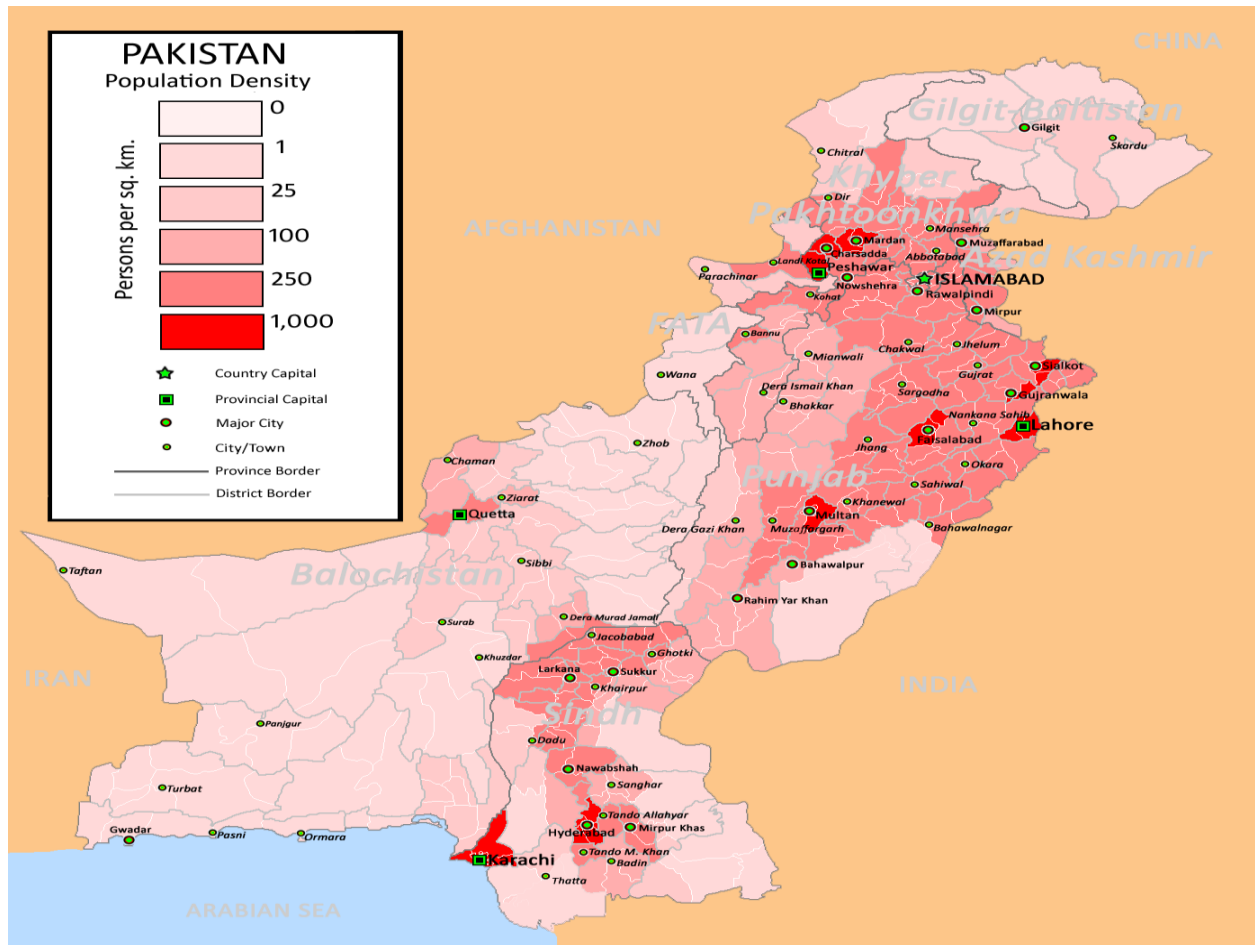 PAKISTAN
Population Density
Persons per sq. km.
0
1
25
100
250
1,000
Country Capital
Provincial Capital
Major City
City/Town
Province Border
District Border
CHINA
Gilgit-Baltistan
Gilgit
Skardu
Chitral
Khyber
Dir
Pakhtoonkhwa
AFGHANISTAN
Mansehra
Mardan
Muzaffarabad
Charsadda
Abbotabad
Azad Kashmir
Landi Kotal
Peshawar
Parachinar
ISLAMABAD
Nowshehra
Rawalpindi
Kohat
Mirpur
FATA
Bannu
Chakwal
Jhelum
Mianwali
Gujrat
Sialkot
Wana
Dera Ismail Khan
Sargodha
Gujranwala
Bhakkar
Nankana Sahib
Lahore
Faisalabad
Zhob
Jhang
Chaman
Okara
Punjab
Sahiwal
Ziarat
Khanewal
Quetta
Multan
Dera Gazi Khan
Muzaffargarh
Bahawalnagar
Sibbi
Bahawalpur
Taftan
Balochistan
Rahim Yar Khan
Dera Murad Jamali
Surab
Jacobabad
Ghotki
Khuzdar
Larkana
Sukkur
IRAN
INDIA
Khairpur
Sindh
Panjgur
Dadu
Nawabshah
Sanghar
Turbat
Tando Allahyar
Gwadar
Pasni
Ormara
Hyderabad
Mirpur Khas
Tando M. Khan
Karachi
Badin
Thatta
ARABIAN SEA